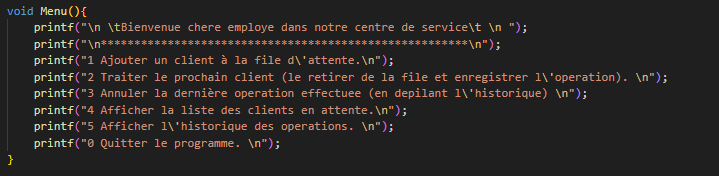 void Menu(){
    printf("\n \tBienvenue chere employe dans notre centre de service\t \n ");
    printf("\n*******************************************************\n");
    printf("1 Ajouter un client à la file d\'attente.\n");
    printf("2 Traiter le prochain client (le retirer de la file et enregistrer l\'operation). \n");
    printf("3 Annuler la dernière operation effectuee (en depilant l\'historique) \n");
    printf("4 Afficher la liste des clients en attente.\n");
    printf("5 Afficher l\'historique des operations. \n");
    printf("0 Quitter le programme. \n");
}